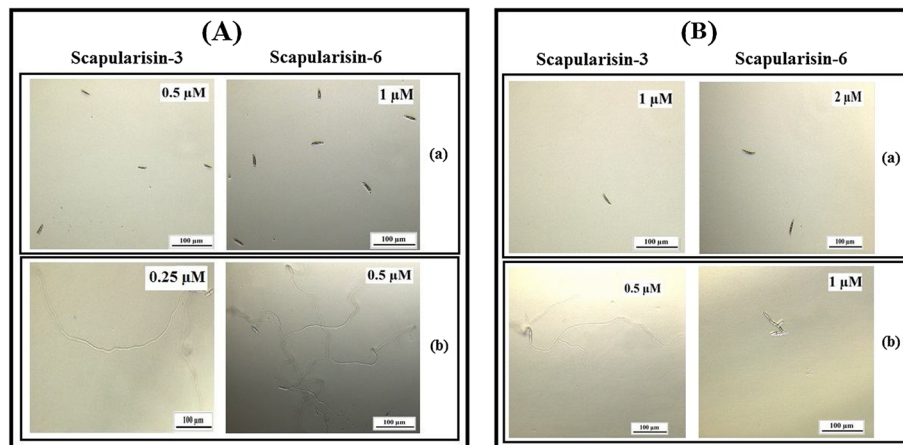 (A)
Scapularisin-3 Scapularisin-6
0.5 µM 1 µM
(a)
100 µm 100 µm
0.25 µM 0.5 µM
(b)
100 µm 100 µm
(B)
Scapularisin-3 Scapularisin-6
1 µM 2 µM
(a)
100 µm 100 µm
0.5 µM 1 µM
(b)
100 µm 100 µm